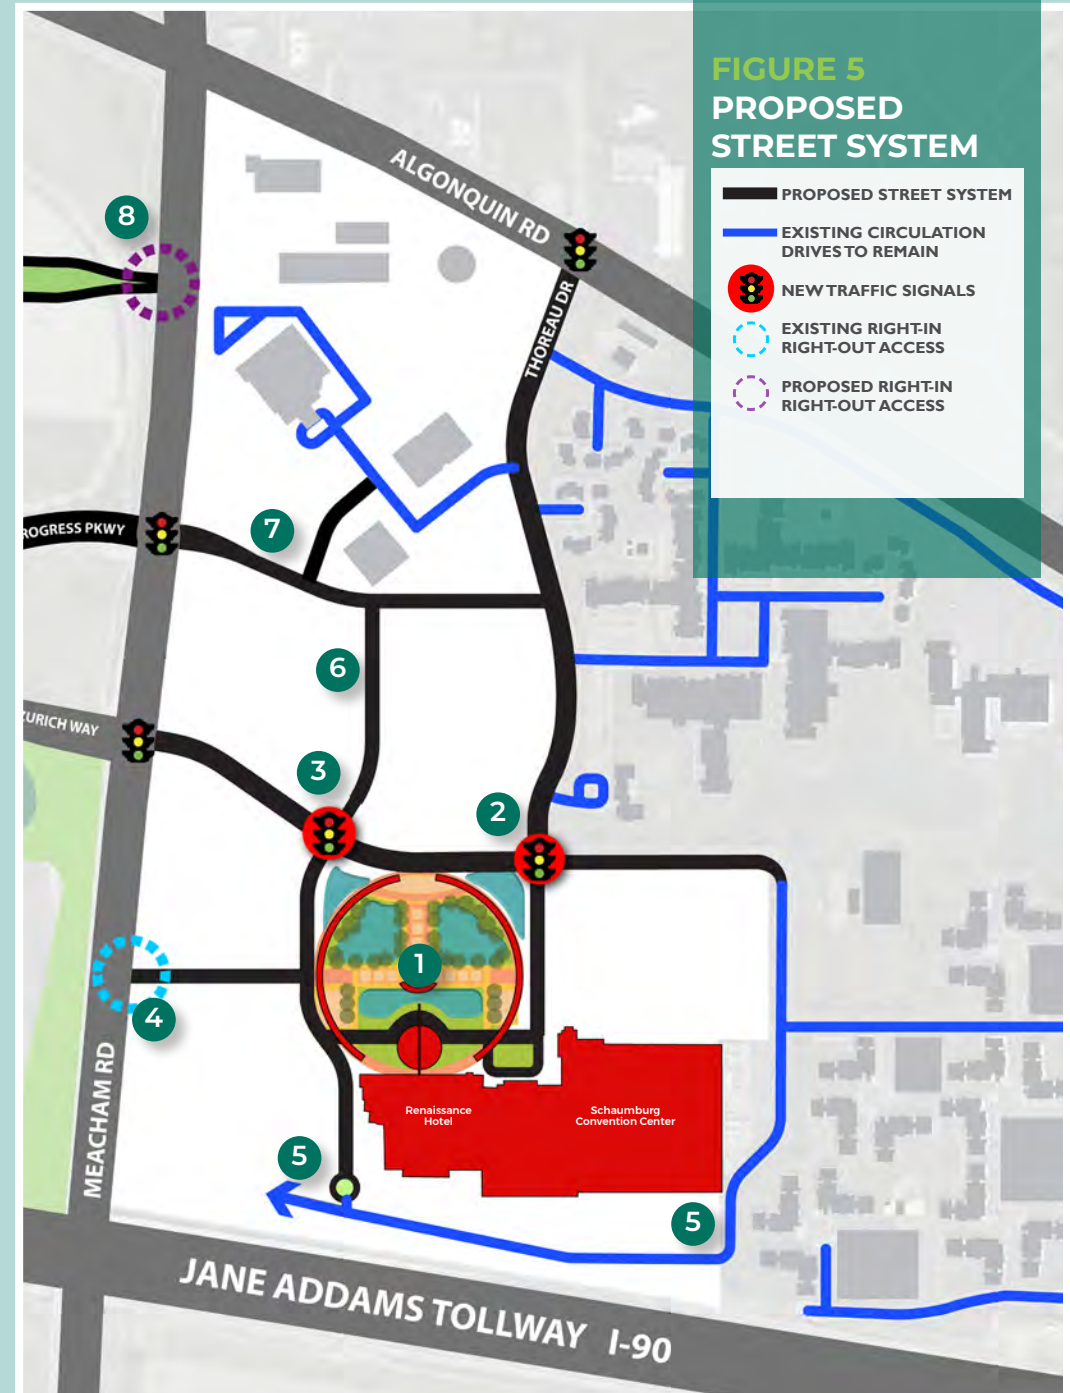 FIGURE 5
PROPOSED
STREET SYSTEM
PROPOSED STREET SYSTEM
EXISTING CIRCULATION
DRIVES TO REMAIN
NEW TRAFFIC SIGNALS
EXISTING RIGHT-IN
RIGHT-OUT ACCESS
PROPOSED RIGHT-IN
RIGHT-OUT ACCESS
ALGONQUIN RD
8
THOREAU DR
ROGRESS PKWY
7
6
ZURICH WAY
3
2
1
4
MEACHAM RD
Renaissance
Hotel
Schaumburg
Convention Center
5
5
JANE ADDAMS TOLLWAY I-90